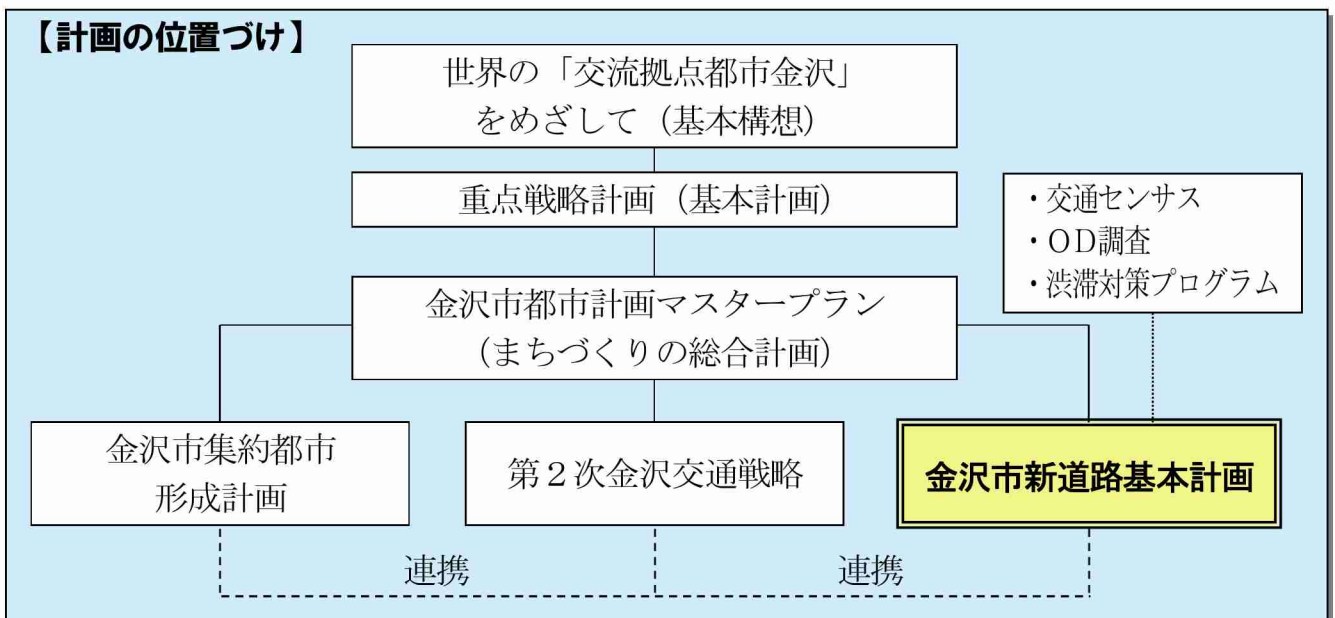 【計画の位置づけ】
世界の「交流拠点都市金沢」
をめざして（基本構想）
重点戦略計画（基本計画）
・交通センサス
・ＯＤ調査
・渋滞対策プログラム
金沢市都市計画マスタープラン
（まちづくりの総合計画）
金沢市集約都市
形成計画
第２次金沢交通戦略
金沢市新道路基本計画
連携
連携